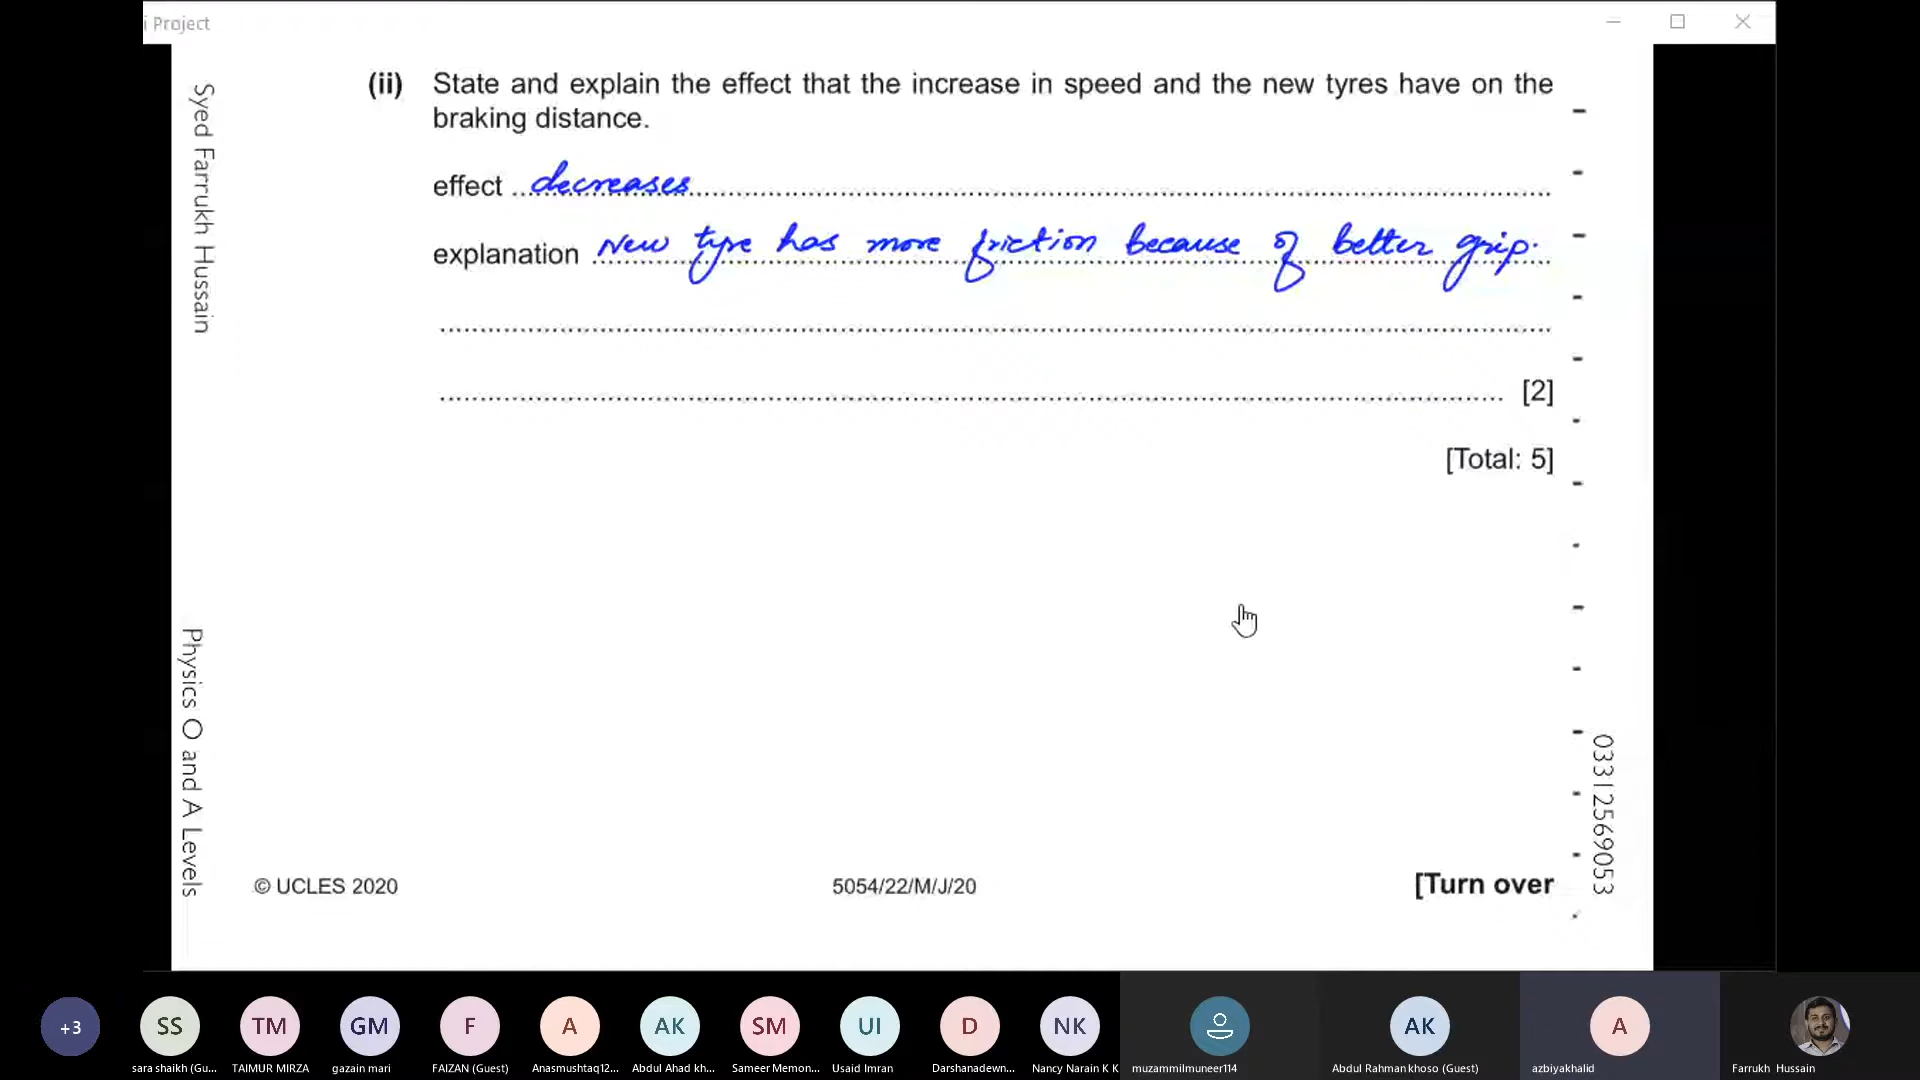 i Project
(ii) State and explain the effect that the increase in speed and the new tyres have on the
braking distance.
effect decreases
explanation New tyre has more friction because of better grip.
[2]
[Total: 5]
© UCLES 2020
5054/22/M/J/20
[Turn over
Syed Farrukh Hussain
Physics O and A Levels
03312569053
+3
SS
TM
GM
F
A
AK
SM
UI
D
NK
AK
A
sara shaikh (Gu...
TAIMUR MIRZA
gazain mari
FAIZAN (Guest)
Anasmushtaq12...
Abdul Ahad kh...
Sameer Memon...
Usaid Imran
Darshanadewn...
Nancy Narain K K
muzammilmuneer114
Abdul Rahman khoso (Guest)
azbiyakhalid
Farrukh Hussain